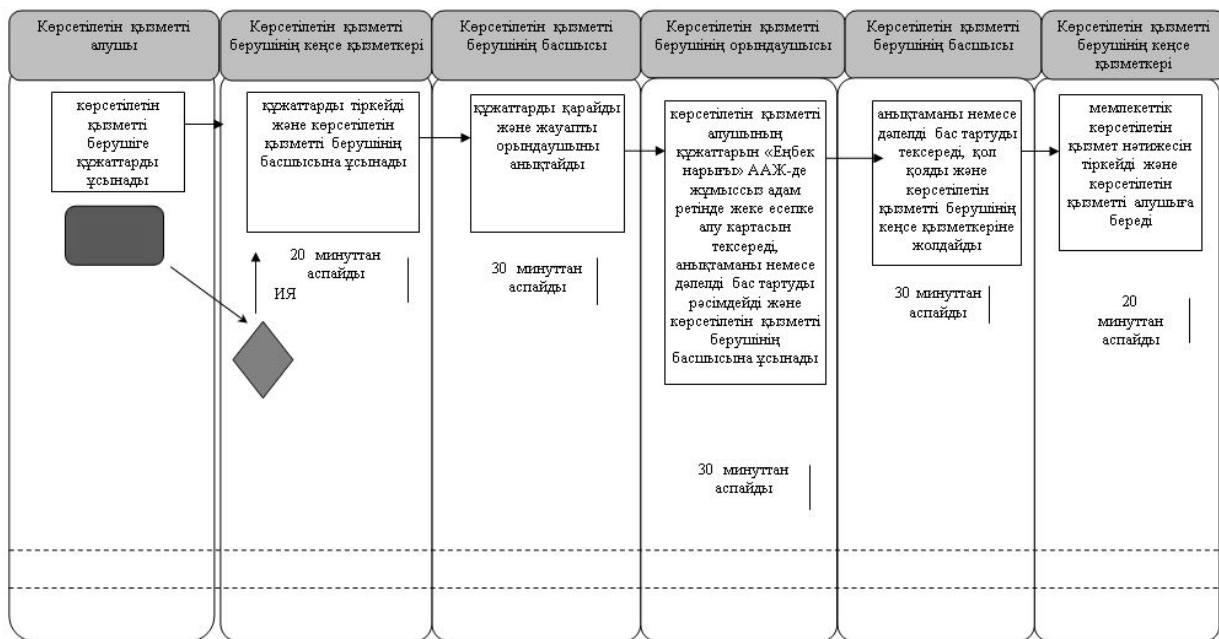 Көрсетілетін қызметті
алушы
Көрсетілетін қызметті
берушінің кеңсе қызметкері
Көрсетілетін қызметті
берушінің басшысы
Көрсетілетін қызметті
берушінің орындаушысы
Көрсетілетін қызметті
берушінің басшысы
Көрсетілетін қызметті
берушінің кеңсе
қызметкері
көрсетілетін
қызметті
берушіге
құжаттарды
ұсынады
құжаттарды тіркейді
және көрсетілетін
қызметті берушінің
басшысына ұсынады
20 минуттан
аспайды
ИЯ
құжаттарды қарайды
және жауапты
орындаушыны
анықтайды
30 минуттан
аспайды
көрсетілетін қызметті
алушының
құжаттарын «Еңбек
нарығы» ААЖ-де
жұмыссыз адам
ретінде жеке есепке
алу картасын
тексереді,
анықтаманы немесе
дәлелді бас тартуды
рәсімдейді және
көрсетілетін қызметті
берушінің
басшысына ұсынады
30 минуттан
аспайды
анықтаманы немесе
дәлелді бас тартуды
тексереді, қол
қояды және
көрсетілетін
қызметті берушінің
кеңсе қызметкеріне
жолдайды
30 минуттан
аспайды
мемлекеттік
көрсетілетін
қызмет нәтижесін
тіркейді және
көрсетілетін
қызметті алушыға
береді
20
минуттан
аспайды